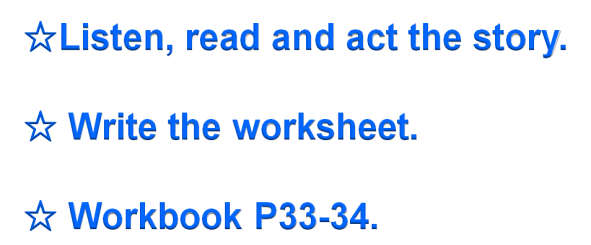 ☆Listen, read and act the story.
☆ Write the worksheet.
☆ Workbook P33-34.